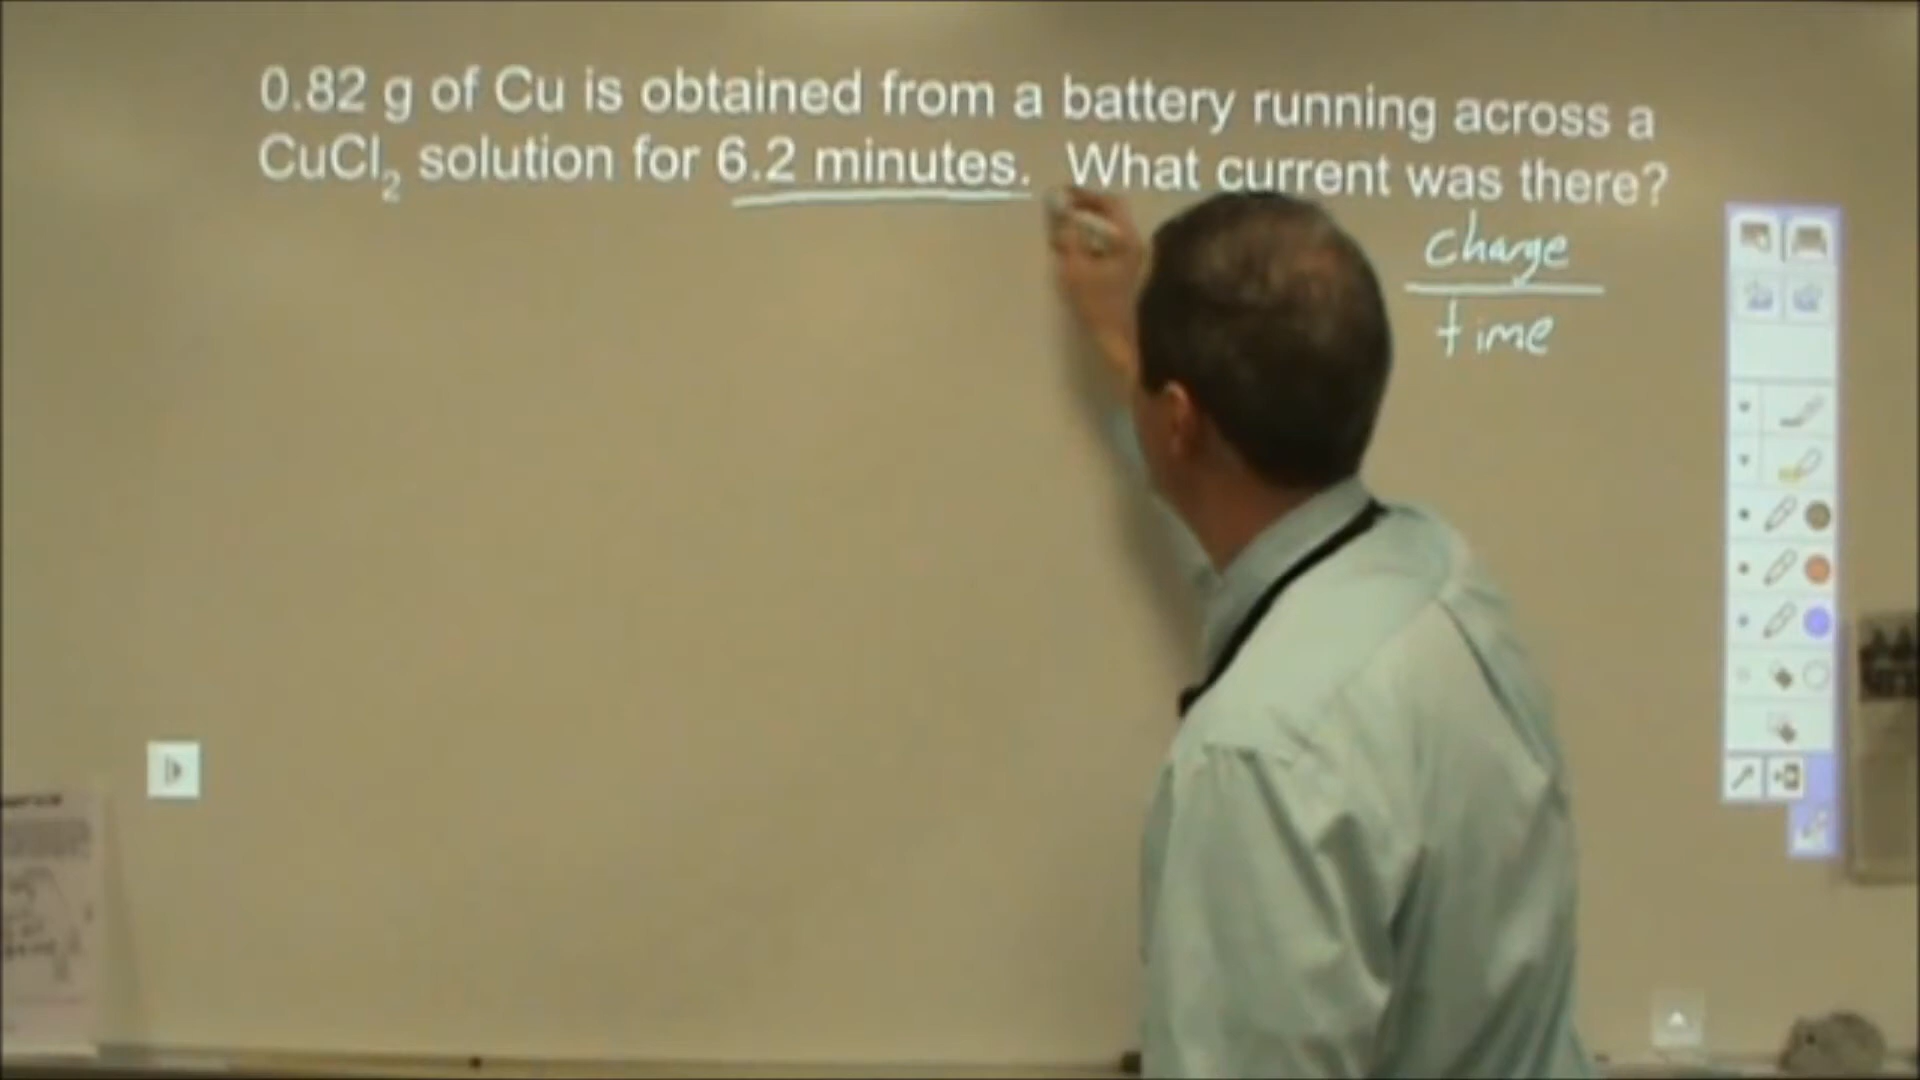 0.82 g of Cu is obtained from a battery running across a
CuCl₂ solution for 6.2 minutes. What current was there?
charge
time